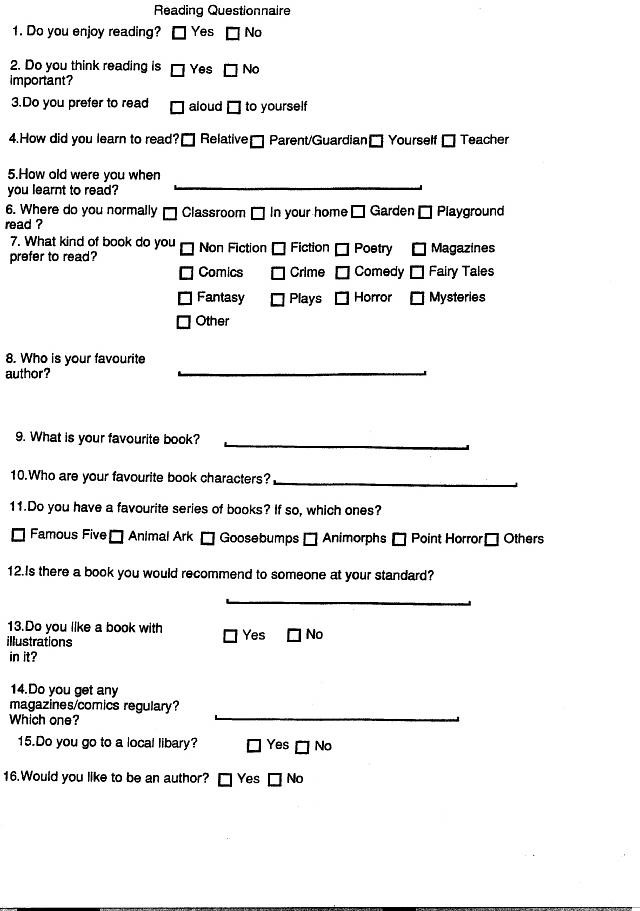 Reading Questionnaire
1. Do you enjoy reading? Yes No
2. Do you think reading is Yes No
important?
3.Do you prefer to read aloud to yourself
4.How did you learn to read? Relative Parent/Guardian Yourself Teacher
5.How old were you when
you learnt to read?
6. Where do you normally Classroom In your home Garden Playground
read ?
7. What kind of book do you Non Fiction Fiction Poetry Magazines
prefer to read?
Comics Crime Comedy Fairy Tales
Fantasy Plays Horror Mysteries
Other
8. Who is your favourite
author?
9. What is your favourite book?
10.Who are your favourite book characters?
11.Do you have a favourite series of books? If so, which ones?
Famous Five Animal Ark Goosebumps Animorphs Point Horror Others
12.Is there a book you would recommend to someone at your standard?
13.Do you like a book with Yes No
illustrations
in it?
14.Do you get any
magazines/comics regulary?
Which one?
15.Do you go to a local libary? Yes No
16.Would you like to be an author? Yes No